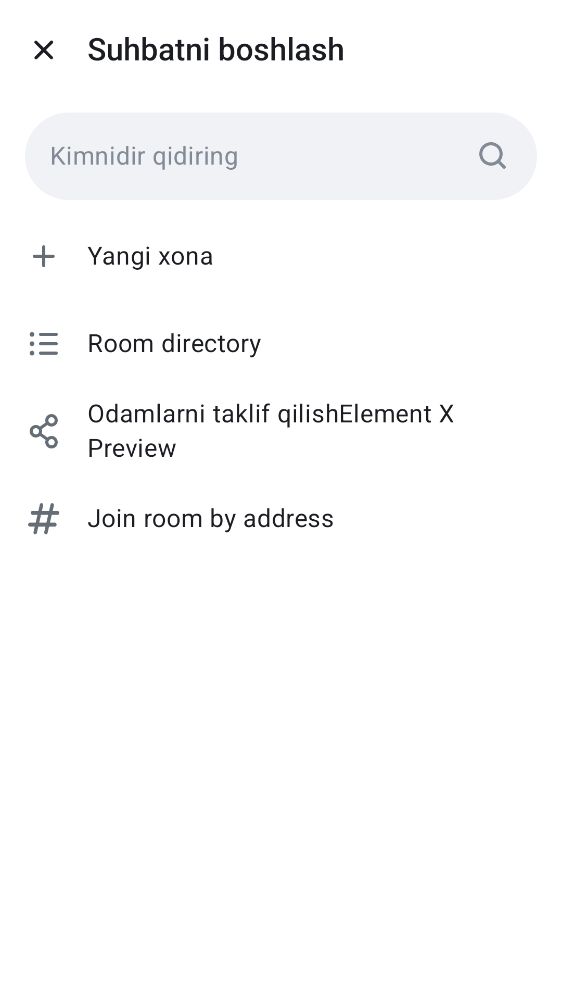 Suhbatni boshlash
Kimnidir qidiring
Yangi xona
Room directory
Odamlarni taklif qilishElement X
Preview
Join room by address